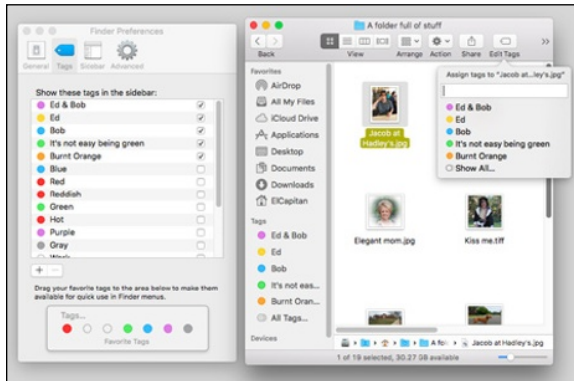 Finder Preferences
General
Tags
Sidebar
Advanced
Show these tags in the sidebar:
Ed & Bob
Ed
Bob
It's not easy being green
Burnt Orange
Blue
Red
Reddish
Green
Hot
Purple
Gray
Work
+ −
Drag your favorite tags to the area below to make them
available for quick use in Finder menus.
Tags...
Favorite Tags
A folder full of stuff
Back
View
Arrange
Action
Share
Edit Tags
Favorites
AirDrop
All My Files
iCloud Drive
Applications
Desktop
Documents
Downloads
ElCapitan
Tags
Ed & Bob
Ed
Bob
It's not eas...
Burnt Oran...
All Tags...
Devices
Jacob at
Hadley's.jpg
Elegant mom.jpg
Kiss me.tiff
Assign tags to "Jacob at...ley's.jpg"
Ed & Bob
Ed
Bob
It's not easy being green
Burnt Orange
Show All...
A fo
Jacob at Hadley's.jpg
1 of 19 selected, 30.27 GB available